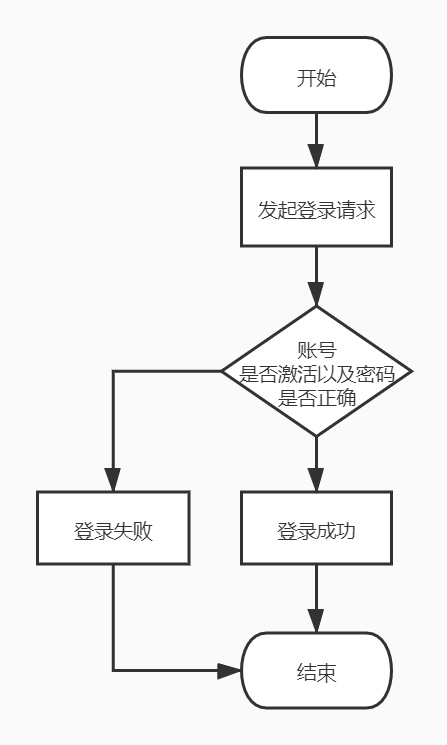 开始
发起登录请求
账号
是否激活以及密码
是否正确
登录失败
登录成功
结束